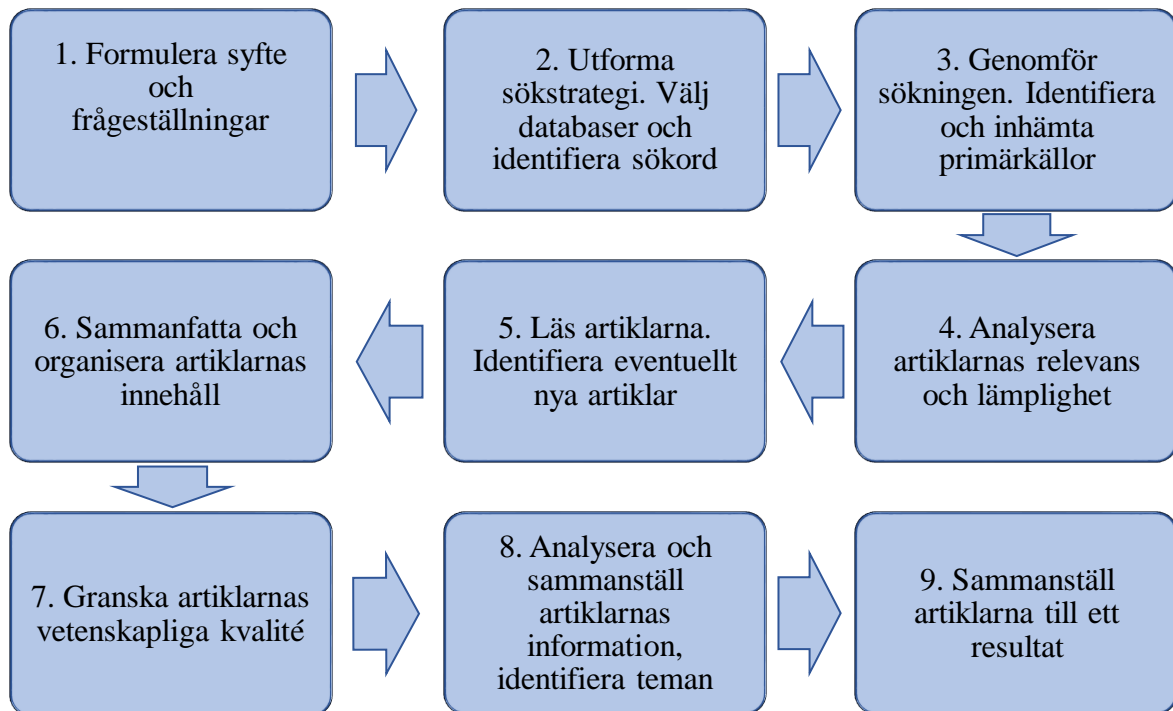 1. Formulera syfte
och
frågeställningar
2. Utforma
sökstrategi. Välj
databaser och
identifiera sökord
3. Genomför
sökningen. Identifiera
och inhämta
primärkällor
4. Analysera
artiklarnas relevans
och lämplighet
5. Läs artiklarna.
Identifiera eventuellt
nya artiklar
6. Sammanfatta och
organisera artiklarnas
innehåll
7. Granska artiklarnas
vetenskapliga kvalité
8. Analysera och
sammanställ
artiklarnas
information,
identifiera teman
9. Sammanställ
artiklarna till ett
resultat